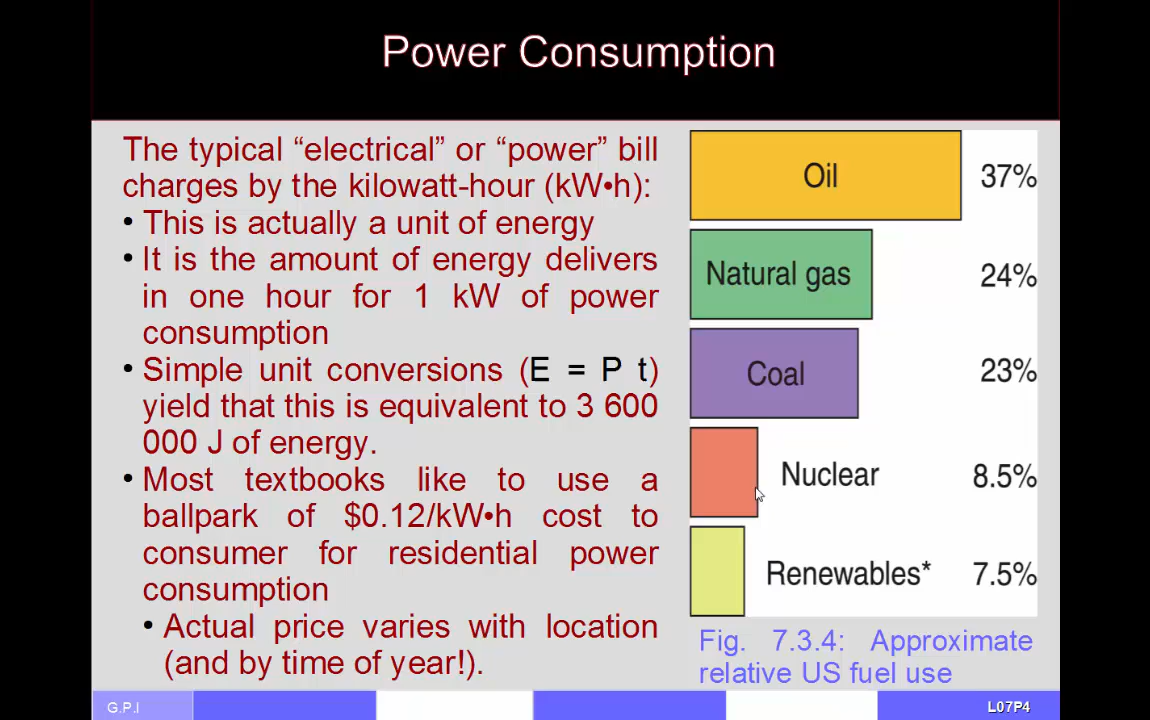 Power Consumption
The typical “electrical” or “power” bill
charges by the kilowatt-hour (kW•h):
• This is actually a unit of energy
• It is the amount of energy delivers
in one hour for 1 kW of power
consumption
• Simple unit conversions (E = P t)
yield that this is equivalent to 3 600
000 J of energy.
• Most textbooks like to use a
ballpark of $0.12/kW•h cost to
consumer for residential power
consumption
• Actual price varies with location
(and by time of year!).
Oil 37%
Natural gas 24%
Coal 23%
Nuclear 8.5%
Renewables* 7.5%
Fig. 7.3.4: Approximate
relative US fuel use
G.P.I
L07P4